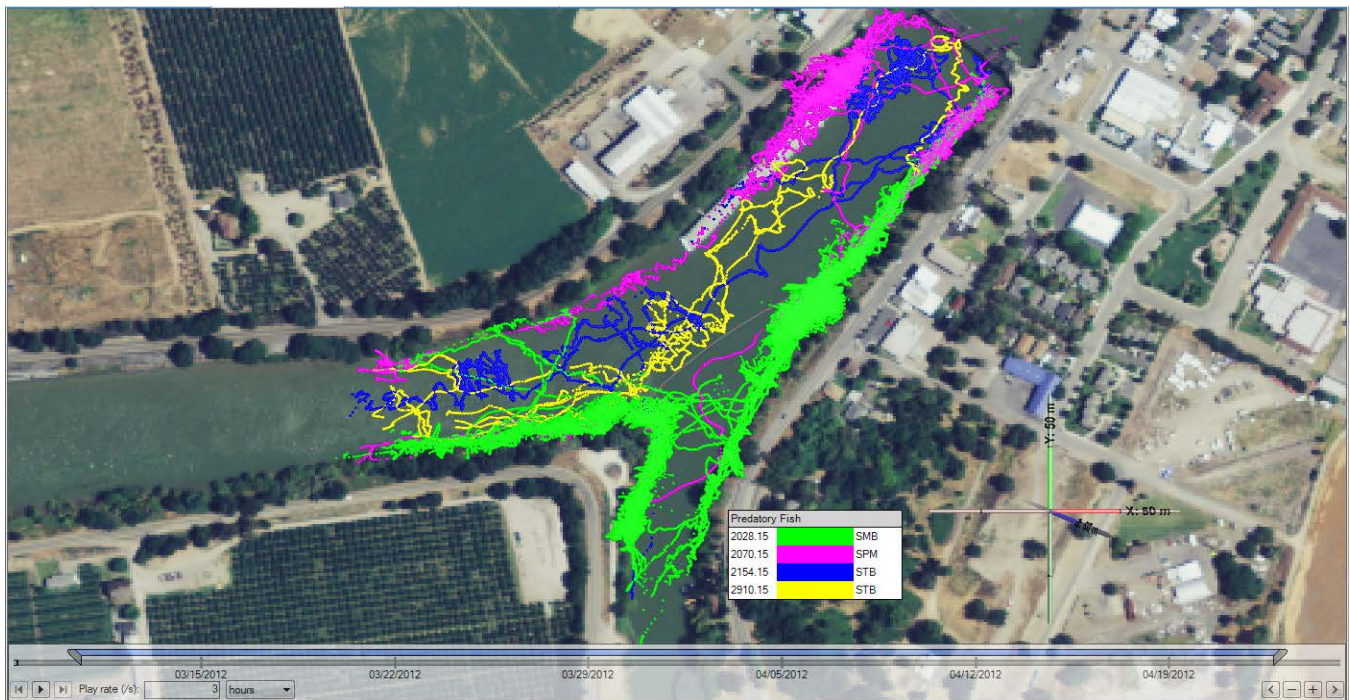 Y: 50 m
X: 50 m
Z: 50 m
Predatory Fish
2028.15 SMB
2070.15 SPM
2154.15 STB
2910.15 STB
3
03/15/2012 03/22/2012 03/29/2012 04/05/2012 04/12/2012 04/19/2012
Play rate (/s): 3 hours